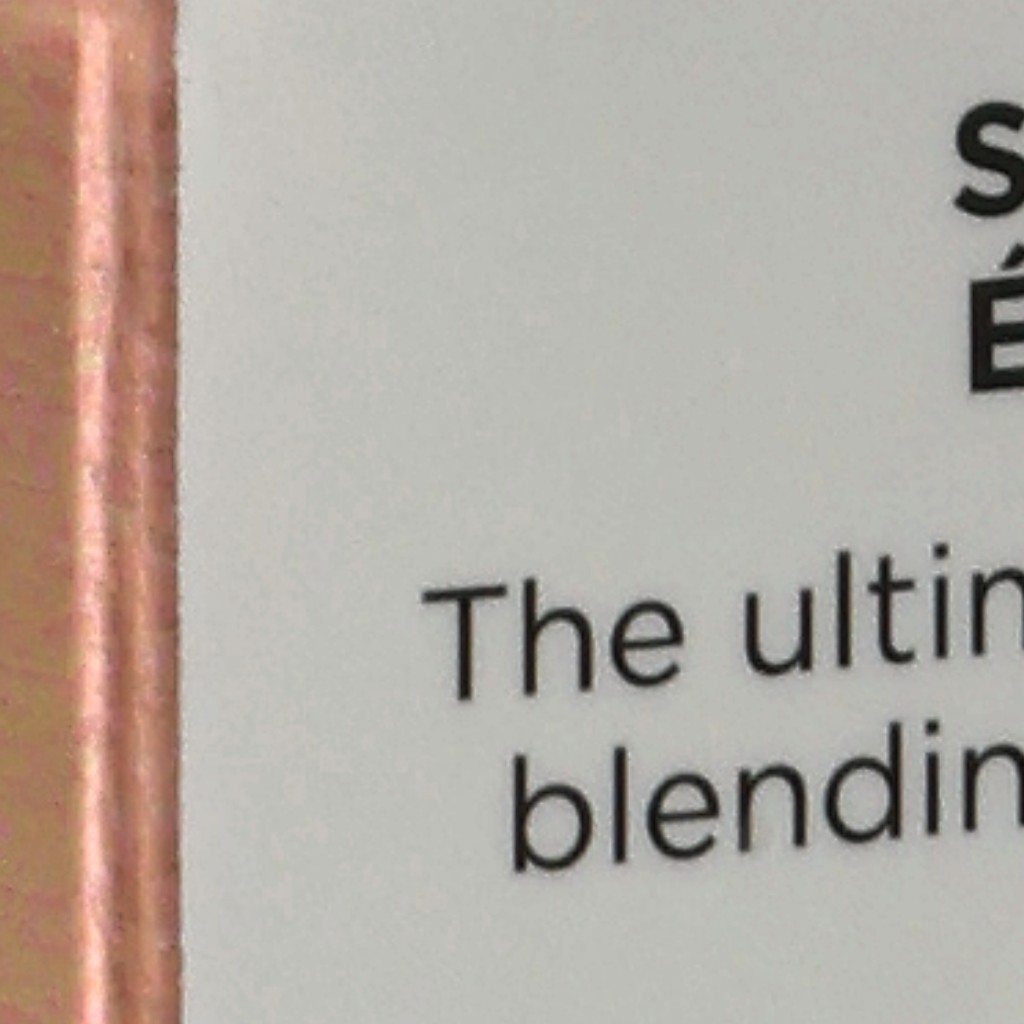 S
É
The ultin
blendin